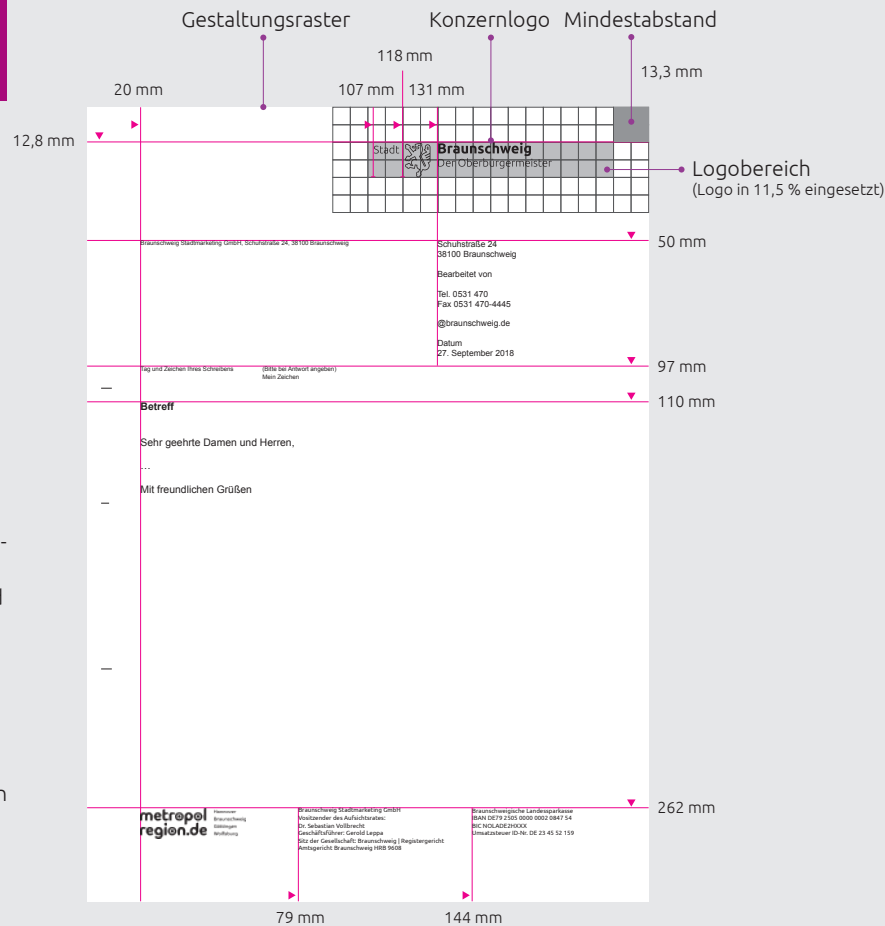 Gestaltungsraster
Konzernlogo
Mindestabstand
118 mm
13,3 mm
20 mm
107 mm
131 mm
12,8 mm
Stadt
Braunschweig
Der Oberbürgermeister
Logobereich
(Logo in 11,5 % eingesetzt)
50 mm
Braunschweig Stadtmarketing GmbH, Schuhstraße 24, 38100 Braunschweig
Schuhstraße 24
38100 Braunschweig
Bearbeitet von
Tel. 0531 470
Fax 0531 470-4445
@braunschweig.de
Datum
27. September 2018
97 mm
Tag und Zeichen Ihres Schreibens
(Bitte bei Antwort angeben)
Mein Zeichen
110 mm
Betreff
Sehr geehrte Damen und Herren,
...
Mit freundlichen Grüßen
-
n
262 mm
metropol
region.de
Hannover
Braunschweig
Göttingen
Wolfsburg
Braunschweig Stadtmarketing GmbH
Vositzender des Aufsichtsrates:
Dr. Sebastian Vollbrecht
Geschäftsführer: Gerold Leppa
Sitz der Gesellschaft: Braunschweig | Registergericht
Amtsgericht Braunschweig HRB 9608
Braunschweigische Landessparkasse
IBAN DE79 2505 0000 0002 0847 54
BIC NOLADE2HXXX
Umsatzsteuer ID-Nr. DE 23 45 52 159
79 mm
144 mm